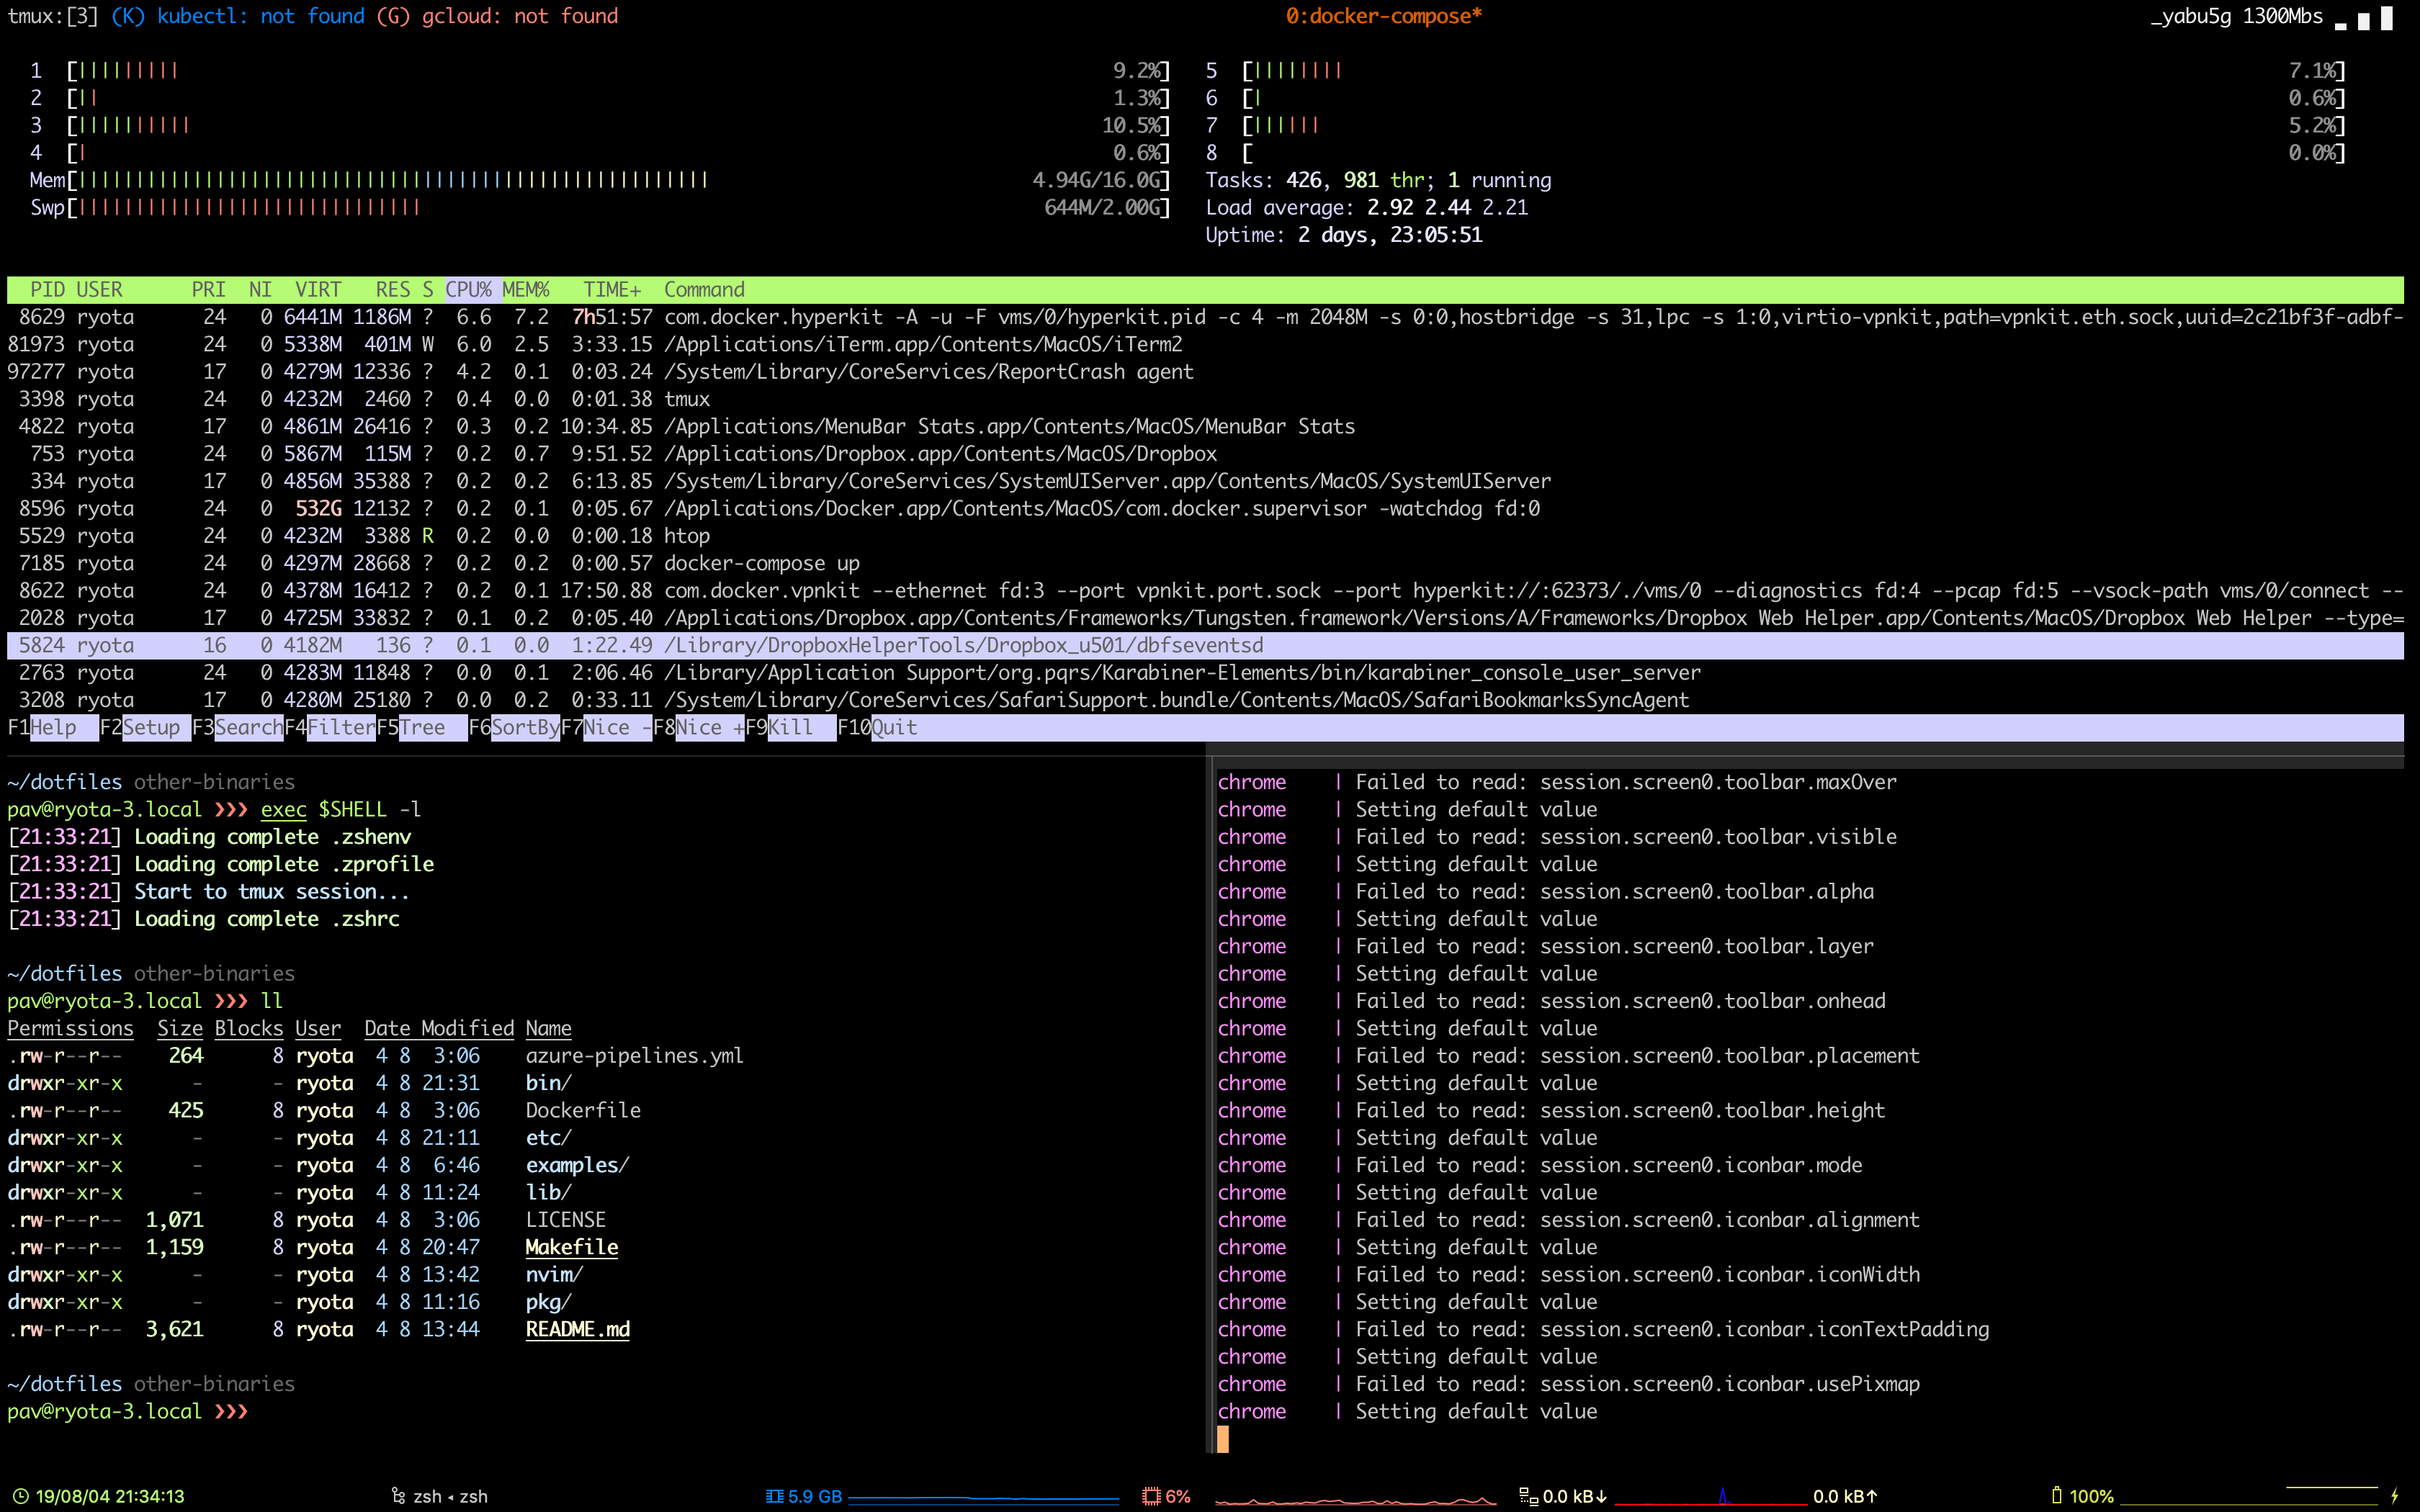 tmux:[3] (K) kubectl: not found (G) gcloud: not found 0:docker-compose* _yabu5g 1300Mbs
1 [||||||||| 9.2%] 5 [|||||||| 7.1%]
2 [|| 1.3%] 6 [| 0.6%]
3 [|||||||||| 10.5%] 7 [|||||| 5.2%]
4 [| 0.6%] 8 [ 0.0%]
Mem[||||||||||||||||||||||||||||||||||||||||||||||||||||||| 4.94G/16.0G] Tasks: 426, 981 thr; 1 running
Swp[|||||||||||||||||||||||||||||| 644M/2.00G] Load average: 2.92 2.44 2.21
Uptime: 2 days, 23:05:51
PID USER PRI NI VIRT RES S CPU% MEM% TIME+ Command
8629 ryota 24 0 6441M 1186M ? 6.6 7.2 7h51:57 com.docker.hyperkit -A -u -F vms/0/hyperkit.pid -c 4 -m 2048M -s 0:0,hostbridge -s 31,lpc -s 1:0,virtio-vpnkit,path=vpnkit.eth.sock,uuid=2c21bf3f-adbf-
81973 ryota 24 0 5338M 401M W 6.0 2.5 3:33.15 /Applications/iTerm.app/Contents/MacOS/iTerm2
97277 ryota 17 0 4279M 12336 ? 4.2 0.1 0:03.24 /System/Library/CoreServices/ReportCrash agent
3398 ryota 24 0 4232M 2460 ? 0.4 0.0 0:01.38 tmux
4822 ryota 17 0 4861M 26416 ? 0.3 0.2 10:34.85 /Applications/MenuBar Stats.app/Contents/MacOS/MenuBar Stats
753 ryota 24 0 5867M 115M ? 0.2 0.7 9:51.52 /Applications/Dropbox.app/Contents/MacOS/Dropbox
334 ryota 17 0 4856M 35388 ? 0.2 0.2 6:13.85 /System/Library/CoreServices/SystemUIServer.app/Contents/MacOS/SystemUIServer
8596 ryota 24 0 532G 12132 ? 0.2 0.1 0:05.67 /Applications/Docker.app/Contents/MacOS/com.docker.supervisor -watchdog fd:0
5529 ryota 24 0 4232M 3388 R 0.2 0.0 0:00.18 htop
7185 ryota 24 0 4297M 28668 ? 0.2 0.2 0:00.57 docker-compose up
8622 ryota 24 0 4378M 16412 ? 0.2 0.1 17:50.88 com.docker.vpnkit --ethernet fd:3 --port vpnkit.port.sock --port hyperkit://:62373/./vms/0 --diagnostics fd:4 --pcap fd:5 --vsock-path vms/0/connect --
2028 ryota 17 0 4725M 33832 ? 0.1 0.2 0:05.40 /Applications/Dropbox.app/Contents/Frameworks/Tungsten.framework/Versions/A/Frameworks/Dropbox Web Helper.app/Contents/MacOS/Dropbox Web Helper --type=
5824 ryota 16 0 4182M 136 ? 0.1 0.0 1:22.49 /Library/DropboxHelperTools/Dropbox_u501/dbfseventsd
2763 ryota 24 0 4283M 11848 ? 0.0 0.1 2:06.46 /Library/Application Support/org.pqrs/Karabiner-Elements/bin/karabiner_console_user_server
3208 ryota 17 0 4280M 25180 ? 0.0 0.2 0:33.11 /System/Library/CoreServices/SafariSupport.bundle/Contents/MacOS/SafariBookmarksSyncAgent
F1Help F2Setup F3SearchF4FilterF5Tree F6SortByF7Nice -F8Nice +F9Kill F10Quit
~/dotfiles other-binaries
pav@ryota-3.local ❯❯❯ exec $SHELL -l
[21:33:21] Loading complete .zshenv
[21:33:21] Loading complete .zprofile
[21:33:21] Start to tmux session...
[21:33:21] Loading complete .zshrc
~/dotfiles other-binaries
pav@ryota-3.local ❯❯❯ ll
Permissions Size Blocks User Date Modified Name
.rw-r--r-- 264 8 ryota 4 8 3:06 azure-pipelines.yml
drwxr-xr-x - - ryota 4 8 21:31 bin/
.rw-r--r-- 425 8 ryota 4 8 3:06 Dockerfile
drwxr-xr-x - - ryota 4 8 21:11 etc/
drwxr-xr-x - - ryota 4 8 6:46 examples/
drwxr-xr-x - - ryota 4 8 11:24 lib/
.rw-r--r-- 1,071 8 ryota 4 8 3:06 LICENSE
.rw-r--r-- 1,159 8 ryota 4 8 20:47 Makefile
drwxr-xr-x - - ryota 4 8 13:42 nvim/
drwxr-xr-x - - ryota 4 8 11:16 pkg/
.rw-r--r-- 3,621 8 ryota 4 8 13:44 README.md
~/dotfiles other-binaries
pav@ryota-3.local ❯❯❯
chrome | Failed to read: session.screen0.toolbar.maxOver
chrome | Setting default value
chrome | Failed to read: session.screen0.toolbar.visible
chrome | Setting default value
chrome | Failed to read: session.screen0.toolbar.alpha
chrome | Setting default value
chrome | Failed to read: session.screen0.toolbar.layer
chrome | Setting default value
chrome | Failed to read: session.screen0.toolbar.onhead
chrome | Setting default value
chrome | Failed to read: session.screen0.toolbar.placement
chrome | Setting default value
chrome | Failed to read: session.screen0.toolbar.height
chrome | Setting default value
chrome | Failed to read: session.screen0.iconbar.mode
chrome | Setting default value
chrome | Failed to read: session.screen0.iconbar.alignment
chrome | Setting default value
chrome | Failed to read: session.screen0.iconbar.iconWidth
chrome | Setting default value
chrome | Failed to read: session.screen0.iconbar.iconTextPadding
chrome | Setting default value
chrome | Failed to read: session.screen0.iconbar.usePixmap
chrome | Setting default value
19/08/04 21:34:13 zsh ◂ zsh 5.9 GB 6% 0.0 kB↓ 0.0 kB↑ 100%